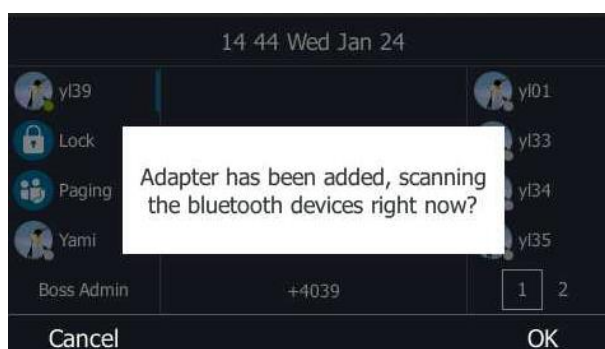 14 44 Wed Jan 24
yl39
yl01
Lock
yl33
Adapter has been added, scanning
the bluetooth devices right now?
Paging
yl34
Yami
yl35
Boss Admin
+4039
1 2
Cancel
OK